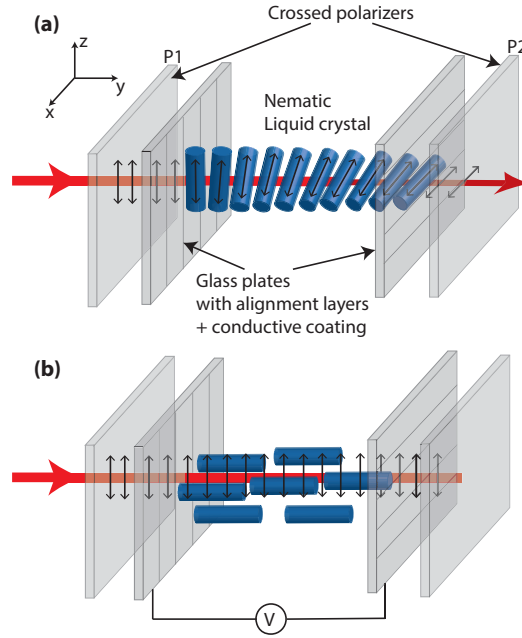 (a)
Crossed polarizers
z
y
x
P1
P2
Nematic
Liquid crystal
Glass plates
with alignment layers
+ conductive coating
(b)
V